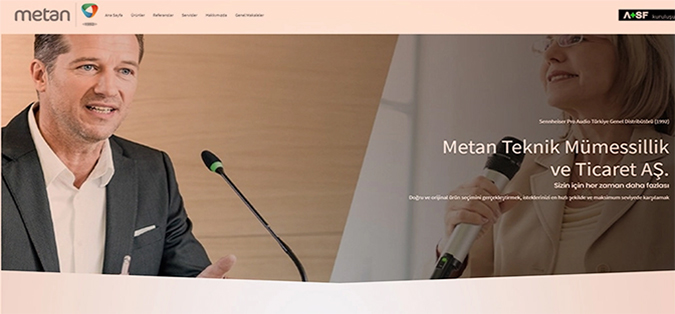 metan
Ana Sayfa Ürünler Referanslar Servisler Hakkımızda Genel Makaleler
A+SF kuruluşu
Sennheiser Pro Audio Türkiye Genel Distribütörü (1992)
Metan Teknik Mümessillik
ve Ticaret AŞ.
Sizin için her zaman daha fazlası
Doğru ve orijinal ürün seçimini gerçekleştirmek, isteklerinizi en hızlı şekilde ve maksimum seviyede karşılamak